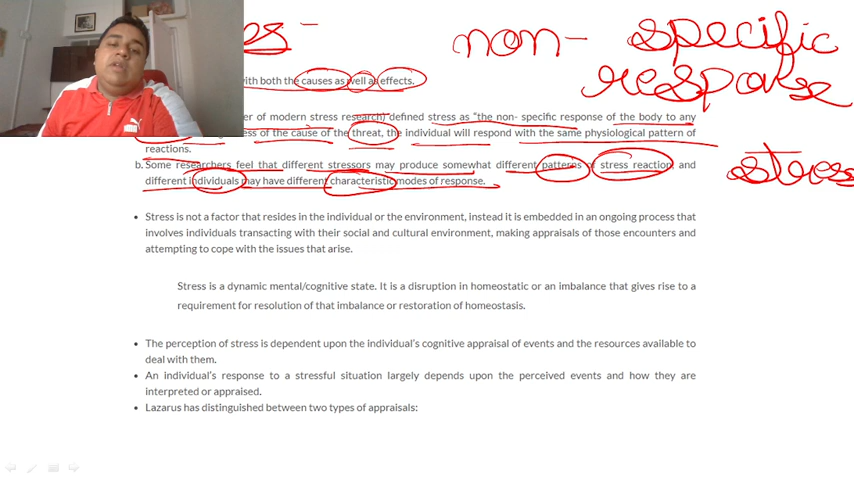 es- non- specific
response
with both the causes as well as effects.
er of modern stress research) defined stress as "the non- specific response of the body to any
ess of the cause of the threat, the individual will respond with the same physiological pattern of
reactions.
b. Some researchers feel that different stressors may produce somewhat different patterns of stress reaction and
different individuals may have different characteristic modes of response.
stress
• Stress is not a factor that resides in the individual or the environment, instead it is embedded in an ongoing process that
involves individuals transacting with their social and cultural environment, making appraisals of those encounters and
attempting to cope with the issues that arise.
Stress is a dynamic mental/cognitive state. It is a disruption in homeostatic or an imbalance that gives rise to a
requirement for resolution of that imbalance or restoration of homeostasis.
• The perception of stress is dependent upon the individual's cognitive appraisal of events and the resources available to
deal with them.
• An individual's response to a stressful situation largely depends upon the perceived events and how they are
interpreted or appraised.
• Lazarus has distinguished between two types of appraisals: